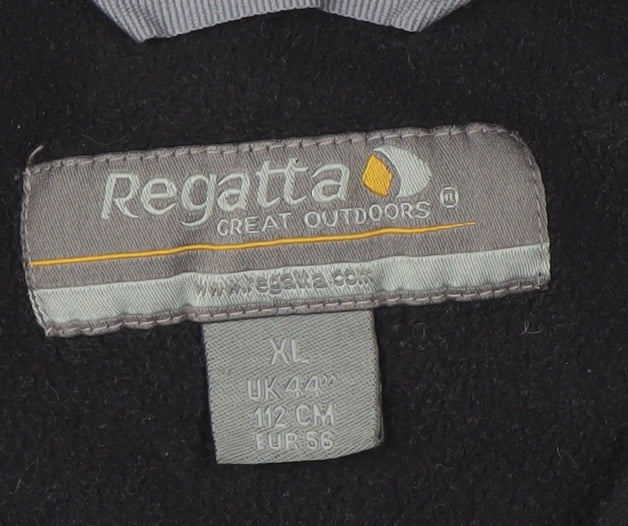 Regatta
GREAT OUTDOORS ®
www.regatta.com
XL
UK 44"
112 CM
EUR 56